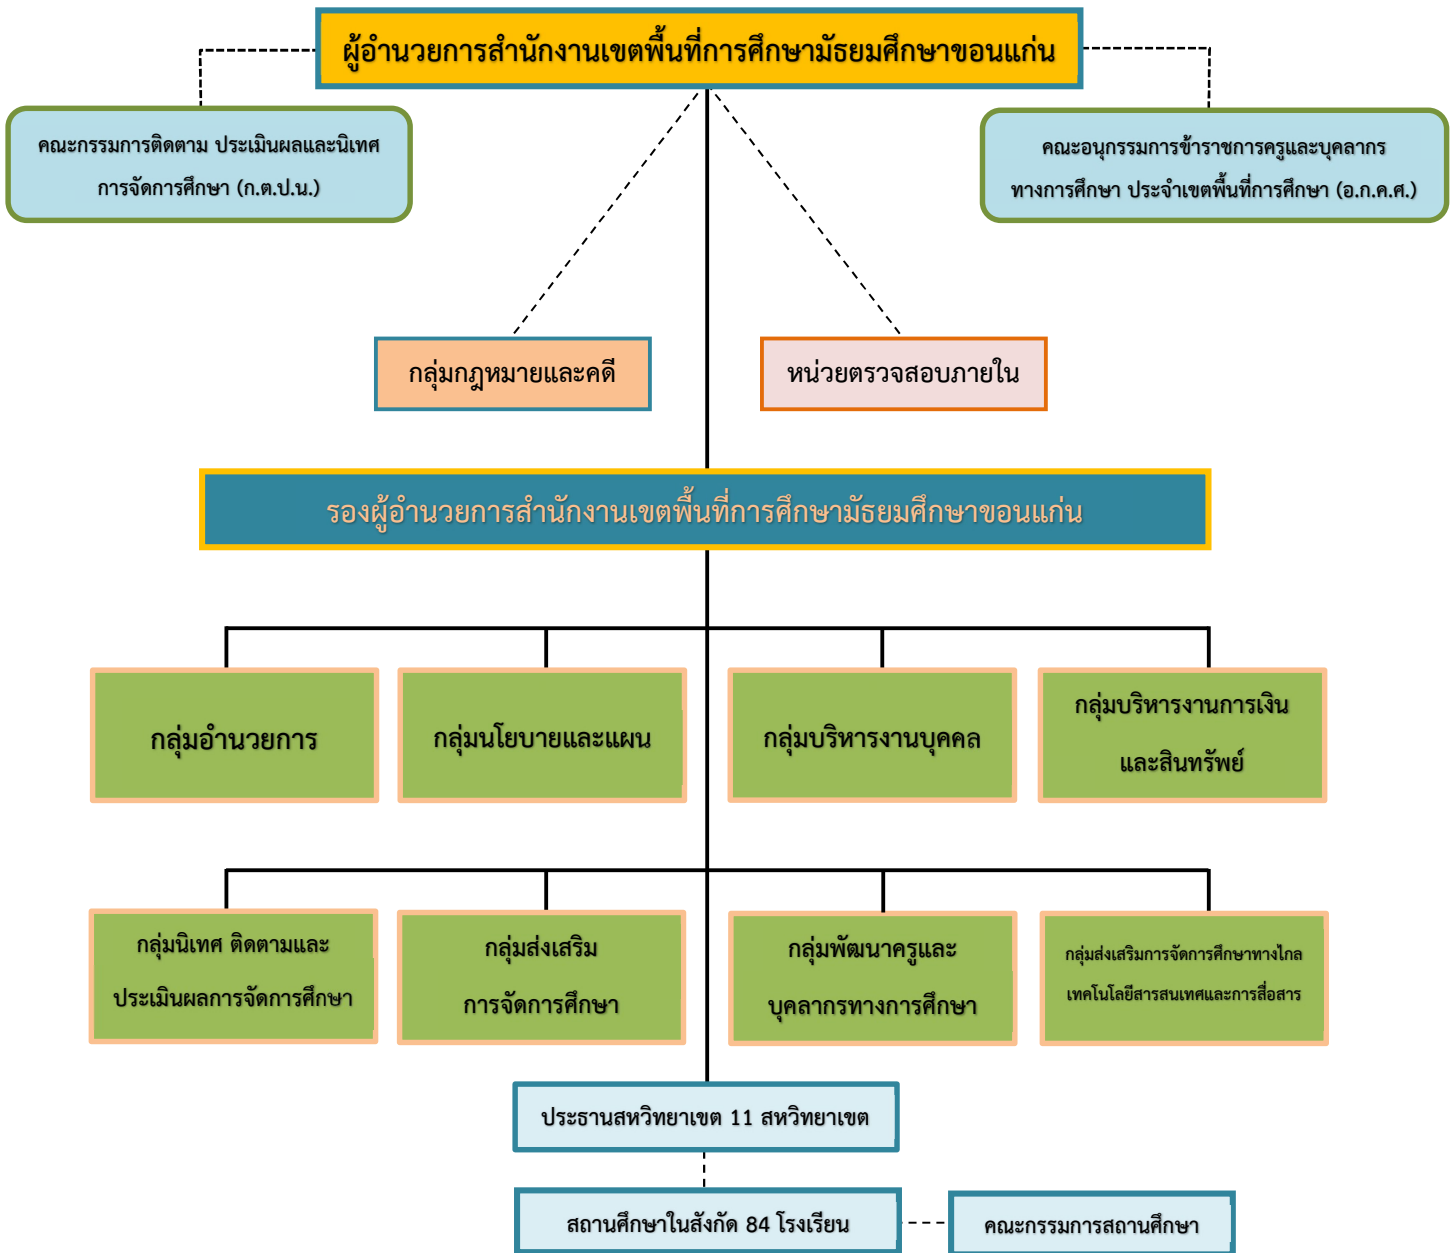 ผู้อำนวยการสำนักงานเขตพื้นที่การศึกษามัธยมศึกษาขอนแก่น
คณะกรรมการติดตาม ประเมินผลและนิเทศ
การจัดการศึกษา (ก.ต.ป.น.)
คณะอนุกรรมการข้าราชการครูและบุคลากร
ทางการศึกษา ประจำเขตพื้นที่การศึกษา (อ.ก.ค.ศ.)
กลุ่มกฎหมายและคดี
หน่วยตรวจสอบภายใน
รองผู้อำนวยการสำนักงานเขตพื้นที่การศึกษามัธยมศึกษาขอนแก่น
กลุ่มอำนวยการ
กลุ่มนโยบายและแผน
กลุ่มบริหารงานบุคคล
กลุ่มบริหารงานการเงิน
และสินทรัพย์
กลุ่มนิเทศ ติดตามและ
ประเมินผลการจัดการศึกษา
กลุ่มส่งเสริม
การจัดการศึกษา
กลุ่มพัฒนาครูและ
บุคลากรทางการศึกษา
กลุ่มส่งเสริมการจัดการศึกษาทางไกล
เทคโนโลยีสารสนเทศและการสื่อสาร
ประธานสหวิทยาเขต 11 สหวิทยาเขต
สถานศึกษาในสังกัด 84 โรงเรียน
คณะกรรมการสถานศึกษา